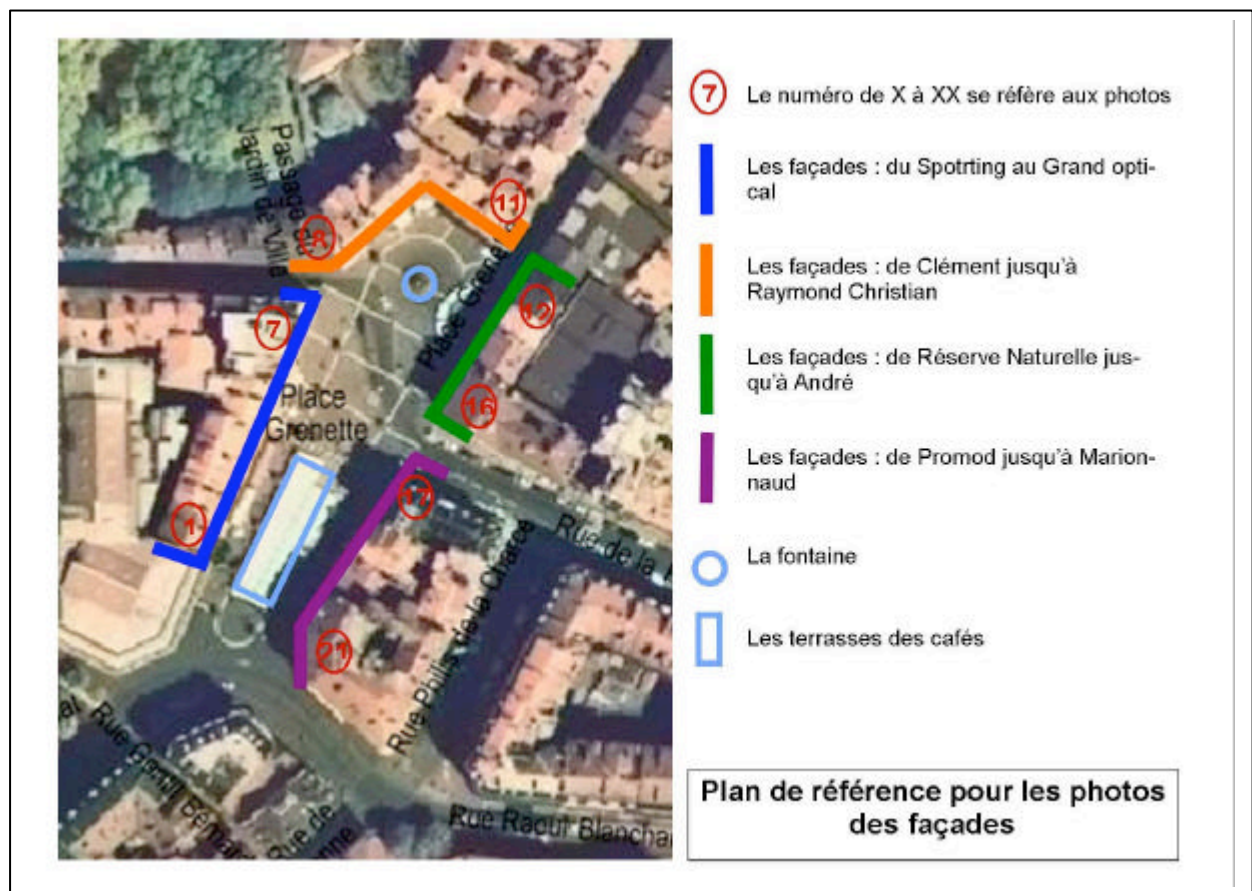 Passage du
Jardin de Ville
8
11
7
Place Grenette
12
Place
Grenette
16
1
17
Rue de la
Rue Philis de la Charce
21
Rue
Rue de
Rue Raoul Blanchar
7
Le numéro de X à XX se réfère aux photos
Les façades : du Spotrting au Grand opti-
cal
Les façades : de Clément jusqu'à
Raymond Christian
Les façades : de Réserve Naturelle jus-
qu'à André
Les façades : de Promod jusqu'à Marion-
naud
La fontaine
Les terrasses des cafés
Plan de référence pour les photos
des façades